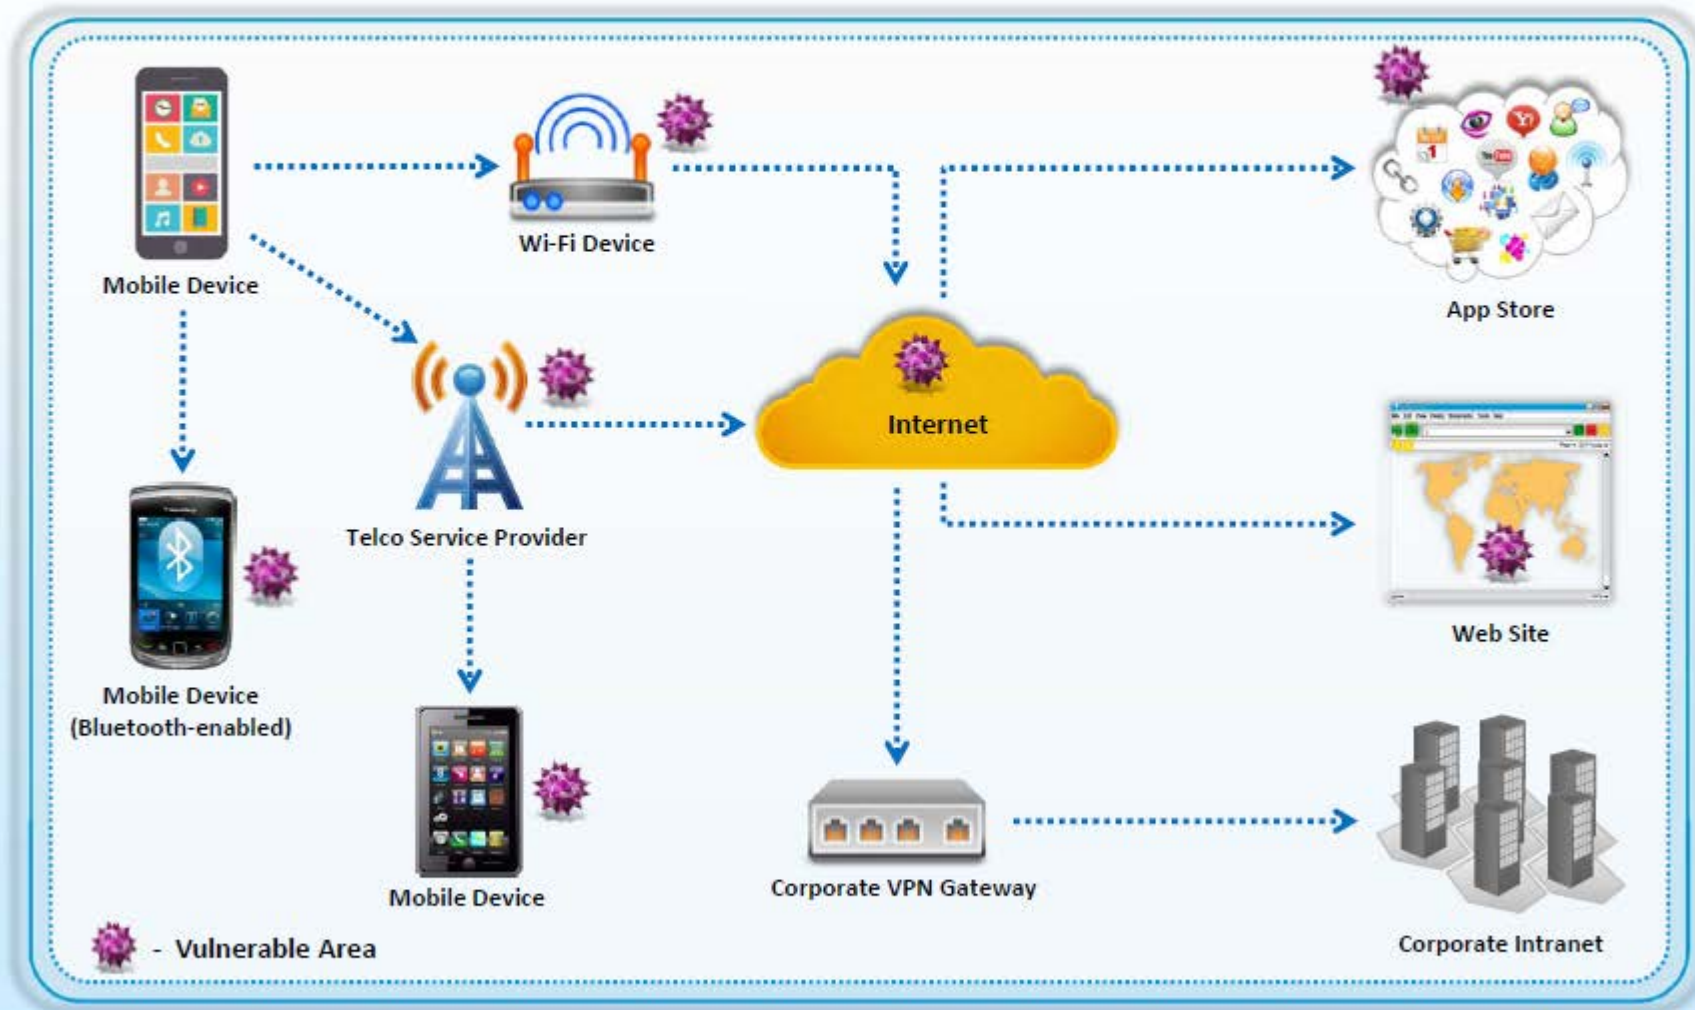 Mobile Device
Wi-Fi Device
App Store
Internet
Telco Service Provider
Web Site
Mobile Device
(Bluetooth-enabled)
Mobile Device
Corporate VPN Gateway
Corporate Intranet
- Vulnerable Area